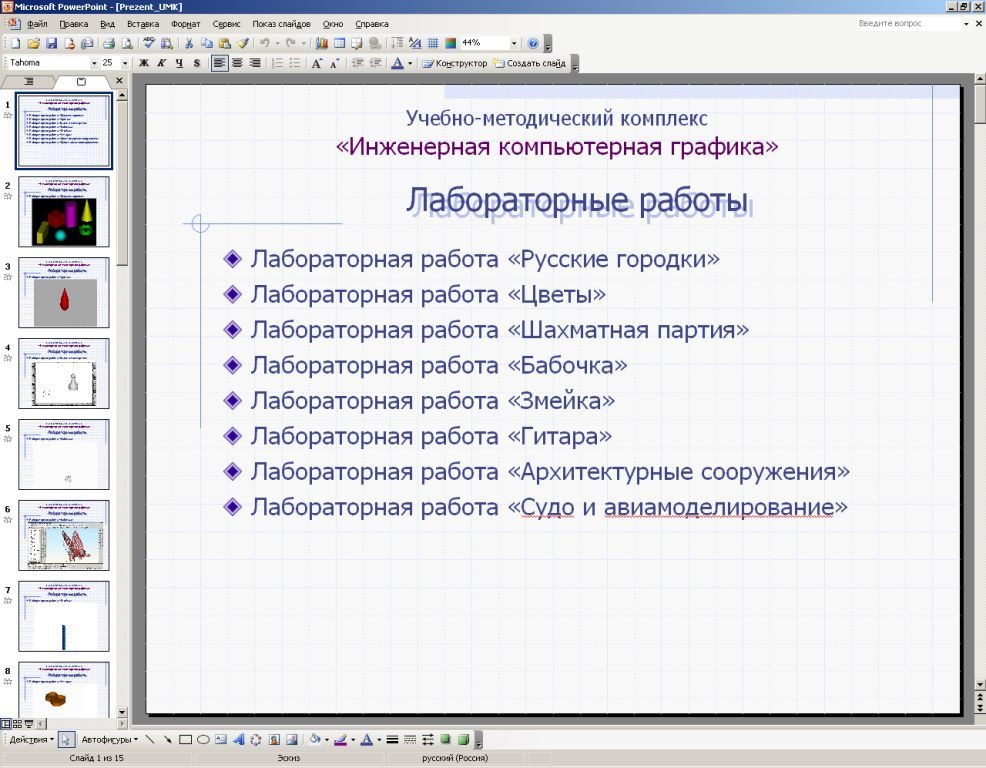 Microsoft PowerPoint - [Prezent_UMK]
Файл Правка Вид Вставка Формат Сервис Показ слайдов Окно Справка Введите вопрос
44%
Tahoma 25 Ж К Ч S Конструктор Создать слайд
1
2
3
4
5
6
7
8
Учебно-методический комплекс
«Инженерная компьютерная графика»
Лабораторные работы
Лабораторная работа «Русские городки»
Лабораторная работа «Цветы»
Лабораторная работа «Шахматная партия»
Лабораторная работа «Бабочка»
Лабораторная работа «Змейка»
Лабораторная работа «Гитара»
Лабораторная работа «Архитектурные сооружения»
Лабораторная работа «Судо и авиамоделирование»
Действия Автофигуры
Слайд 1 из 15 Эскиз русский (Россия)